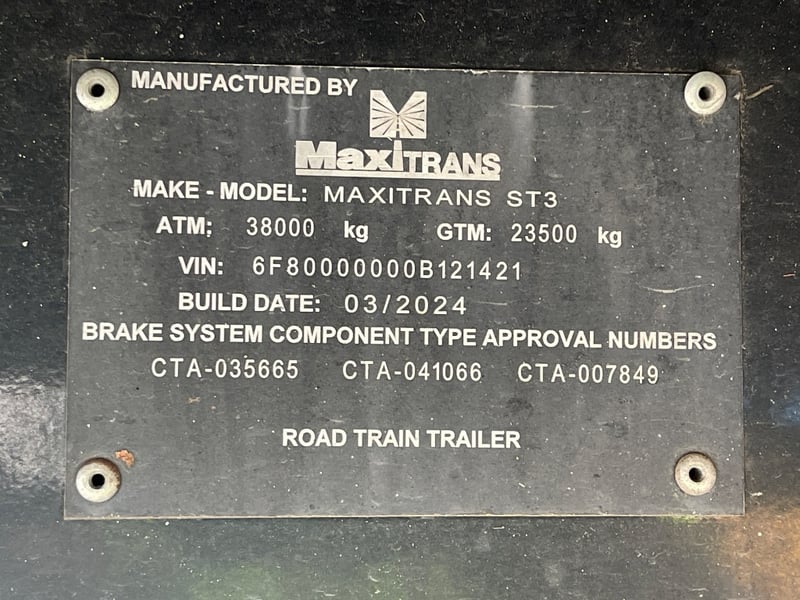 MANUFACTURED BY
MaxiTRANS
MAKE - MODEL: MAXITRANS ST3
ATM; 38000 kg GTM: 23500 kg
VIN: 6F80000000B121421
BUILD DATE: 03/2024
BRAKE SYSTEM COMPONENT TYPE APPROVAL NUMBERS
CTA-035665 CTA-041066 CTA-007849
ROAD TRAIN TRAILER